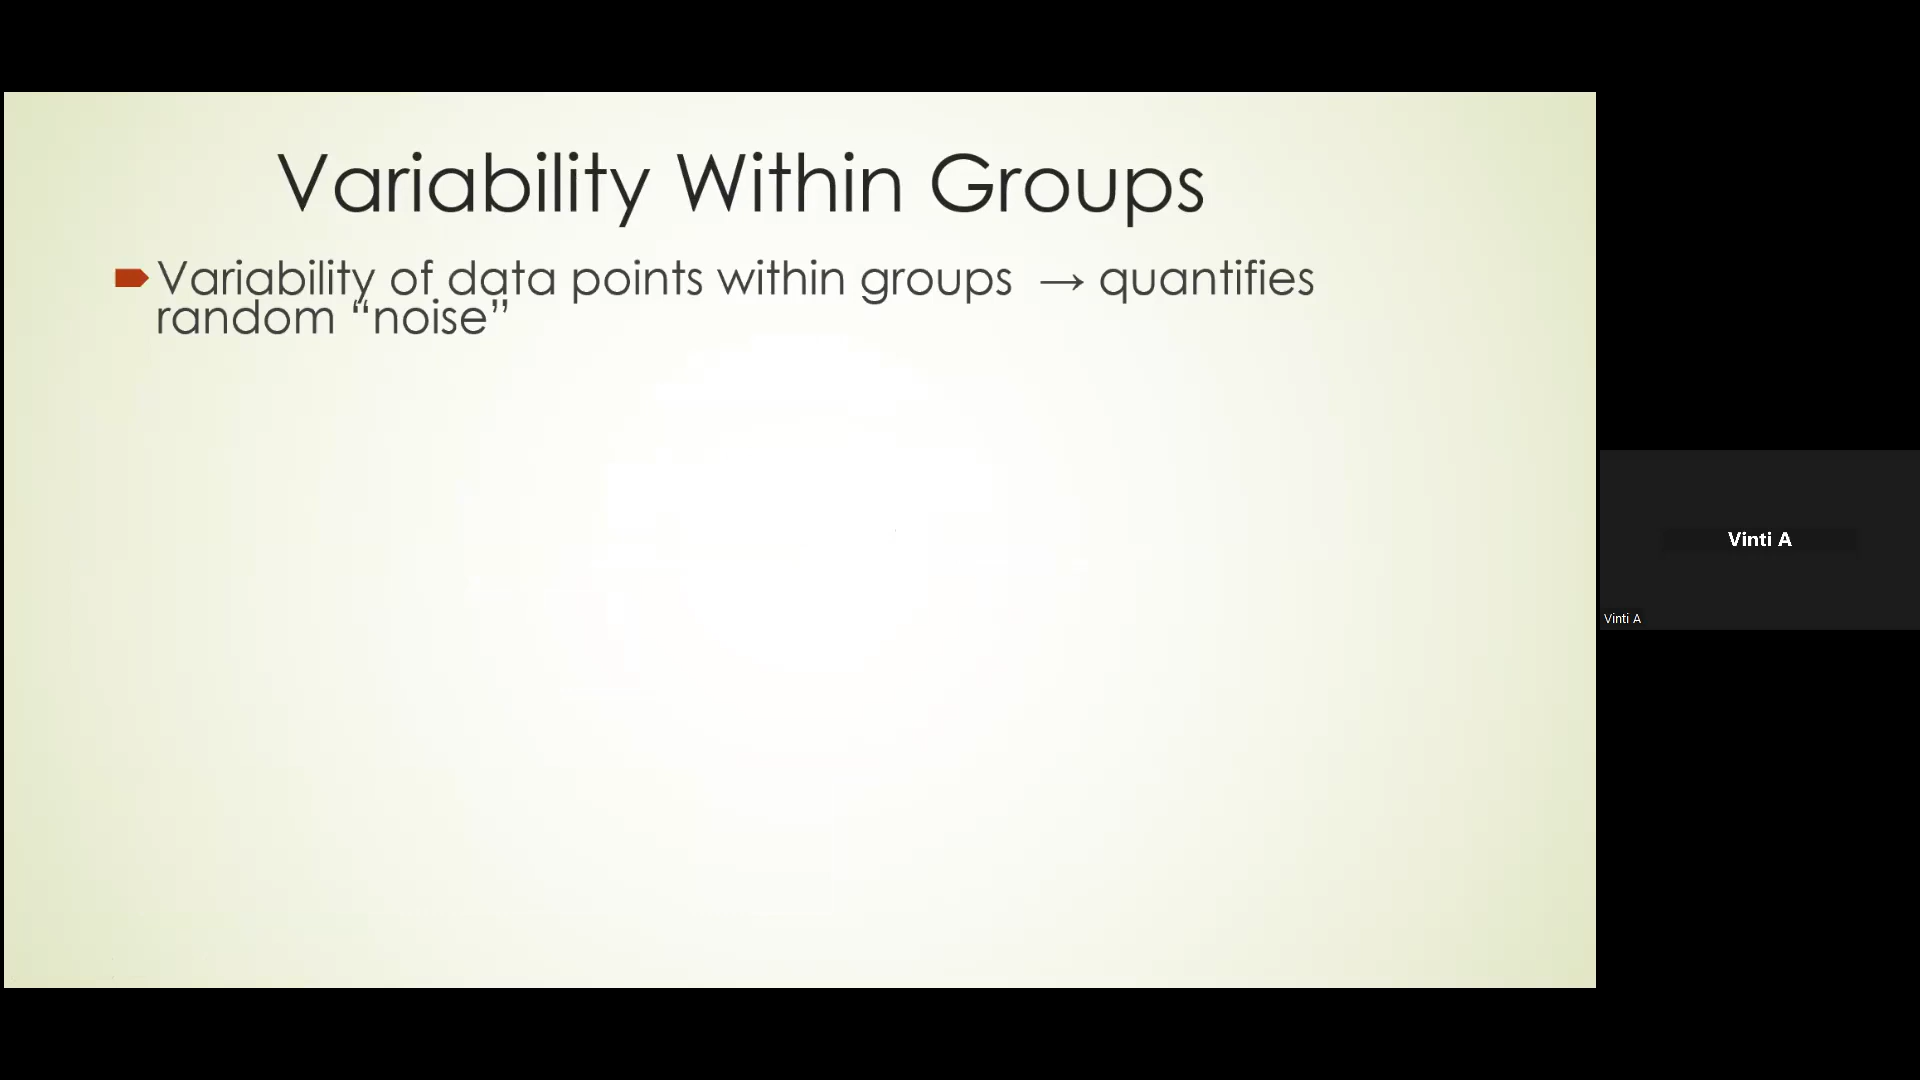 Variability Within Groups
Variability of data points within groups → quantifies
random “noise”
Vinti A
Vinti A